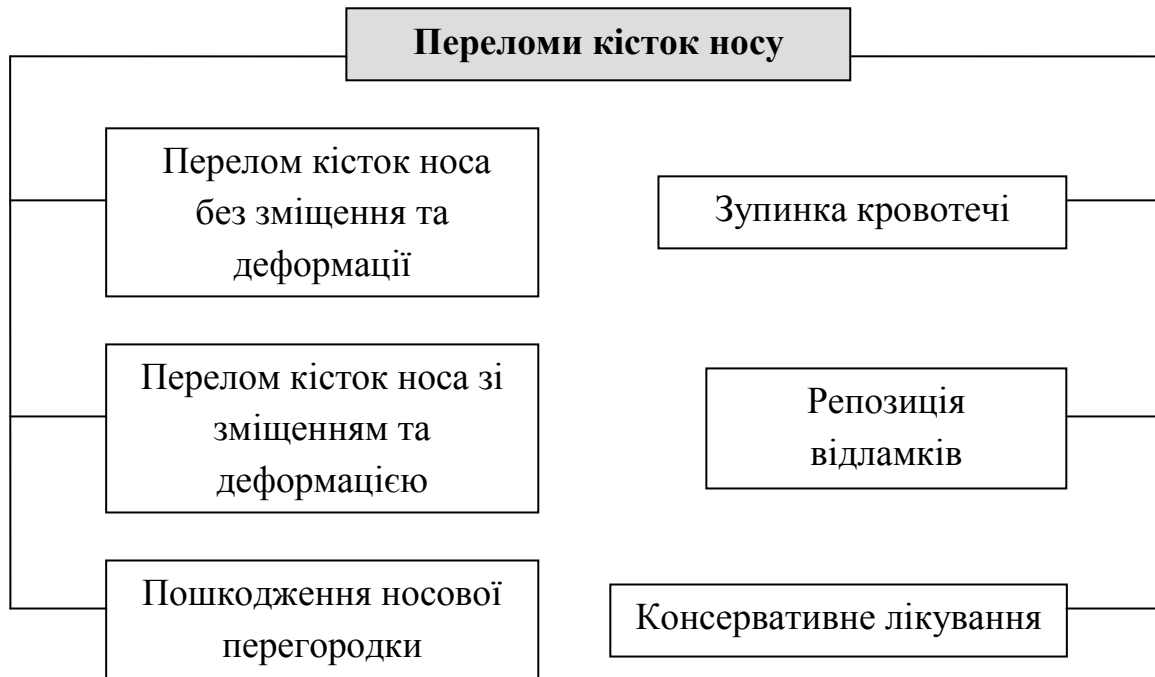 Переломи кісток носу
Перелом кісток носа
без зміщення та
деформації
Зупинка кровотечі
Перелом кісток носа зі
зміщенням та
деформацією
Репозиція
відламків
Пошкодження носової
перегородки
Консервативне лікування